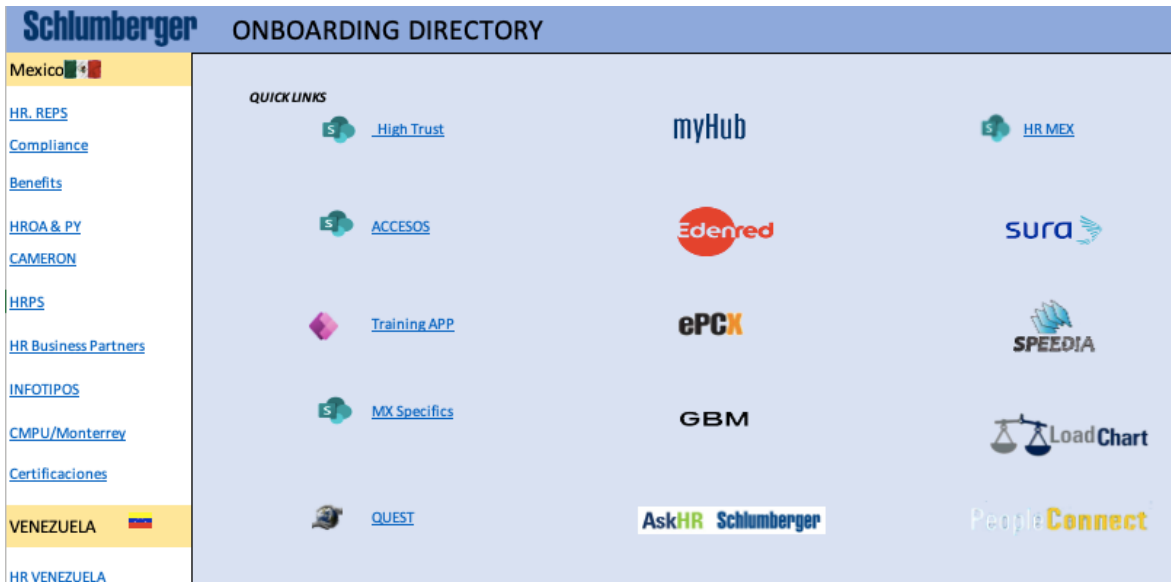 Schlumberger ONBOARDING DIRECTORY
Mexico
HR. REPS
Compliance
Benefits
HROA & PY
CAMERON
HRPS
HR Business Partners
INFOTIPOS
CMPU/Monterrey
Certificaciones
VENEZUELA
HR VENEZUELA
QUICK LINKS
S High Trust
myHub
S HR MEX
S ACCESOS
Edenred
sura
Training APP
ePCX
SPEEDIA
S MX Specifics
GBM
LoadChart
QUEST
AskHR Schlumberger
PeopleConnect